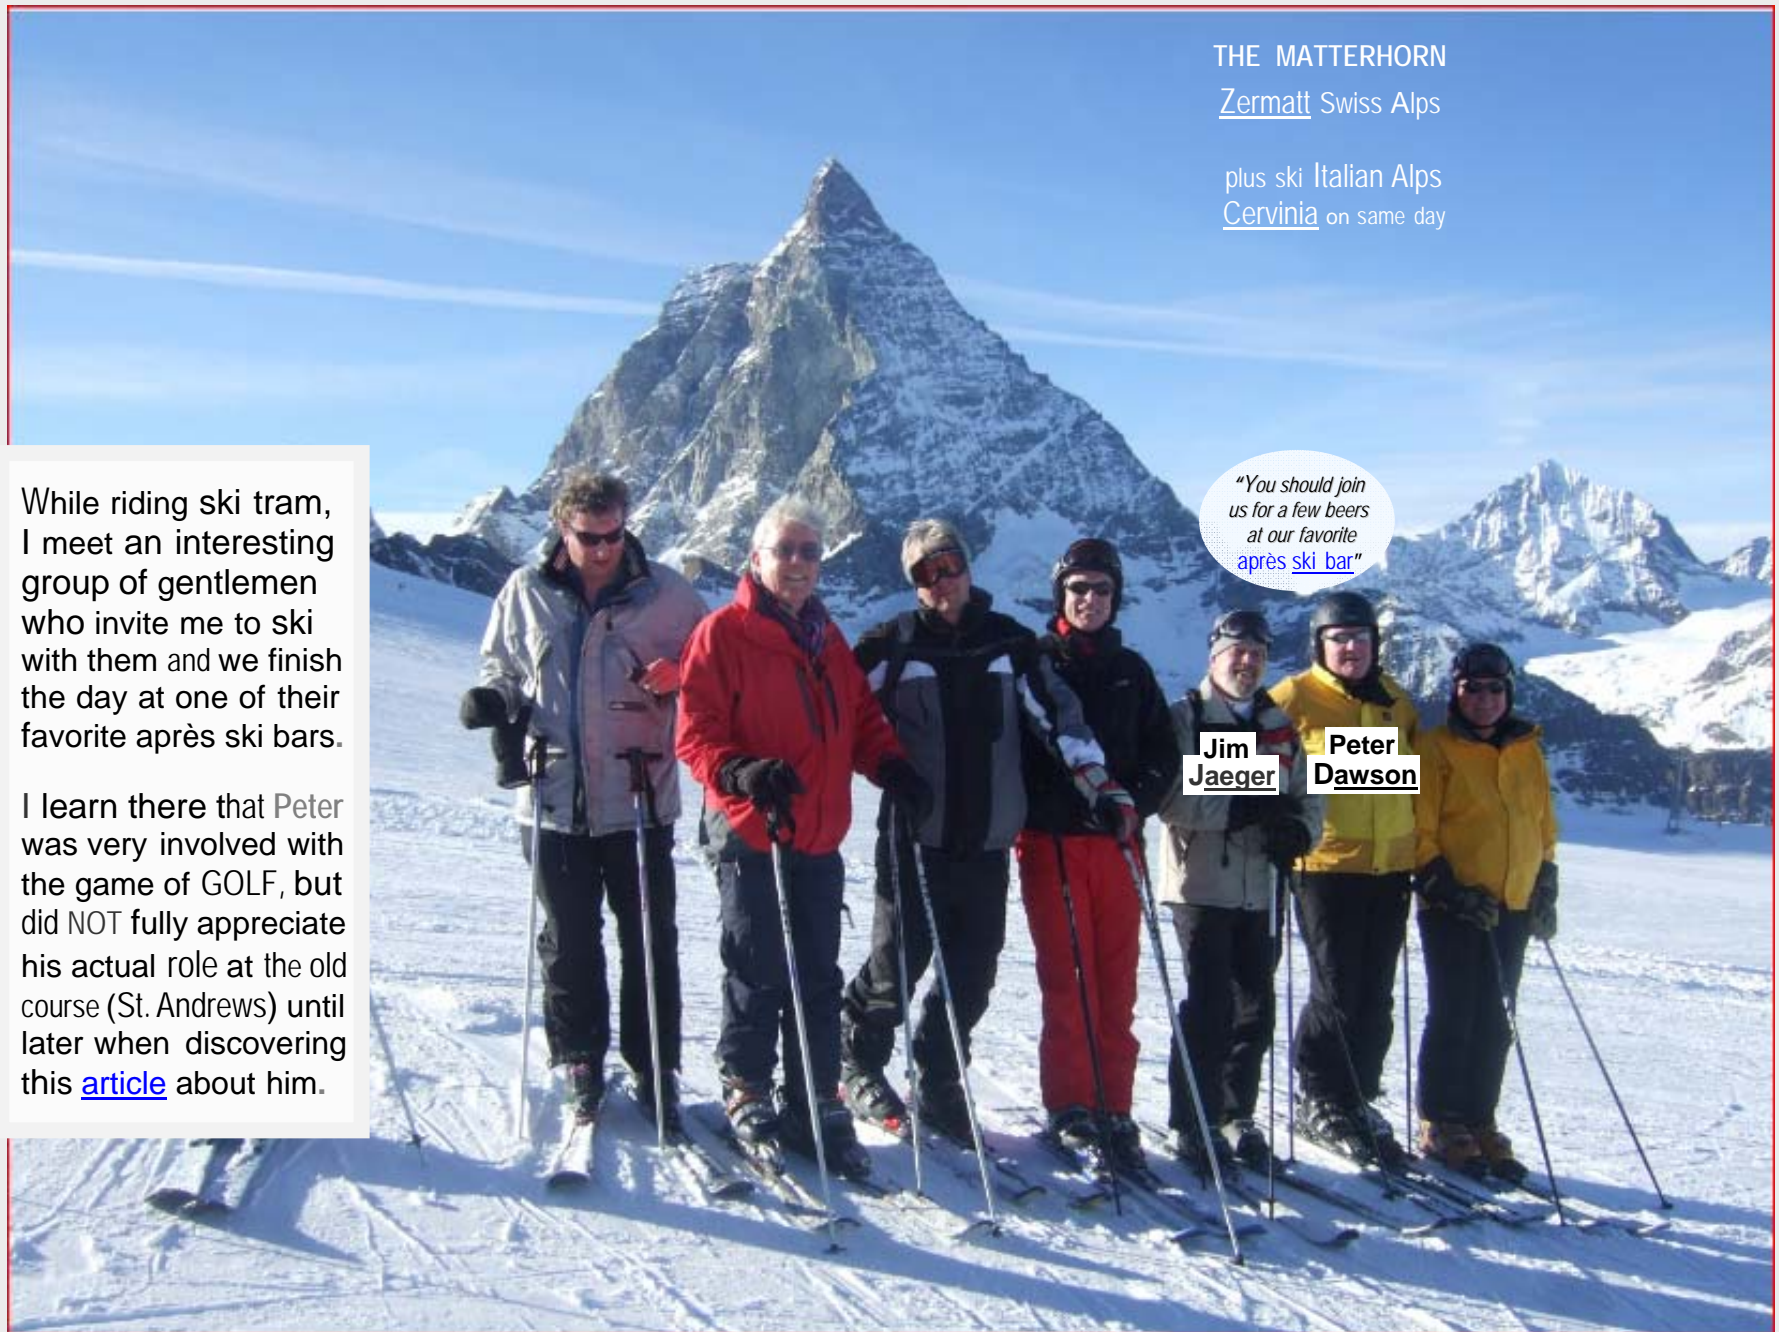 THE MATTERHORN
Zermatt Swiss Alps
plus ski Italian Alps
Cervinia on same day
While riding ski tram,
I meet an interesting
group of gentlemen
who invite me to ski
with them and we finish
the day at one of their
favorite après ski bars.
I learn there that Peter
was very involved with
the game of GOLF, but
did NOT fully appreciate
his actual role at the old
course (St. Andrews) until
later when discovering
this article about him.
"You should join
us for a few beers
at our favorite
après ski bar"
Jim
Jaeger
Peter
Dawson